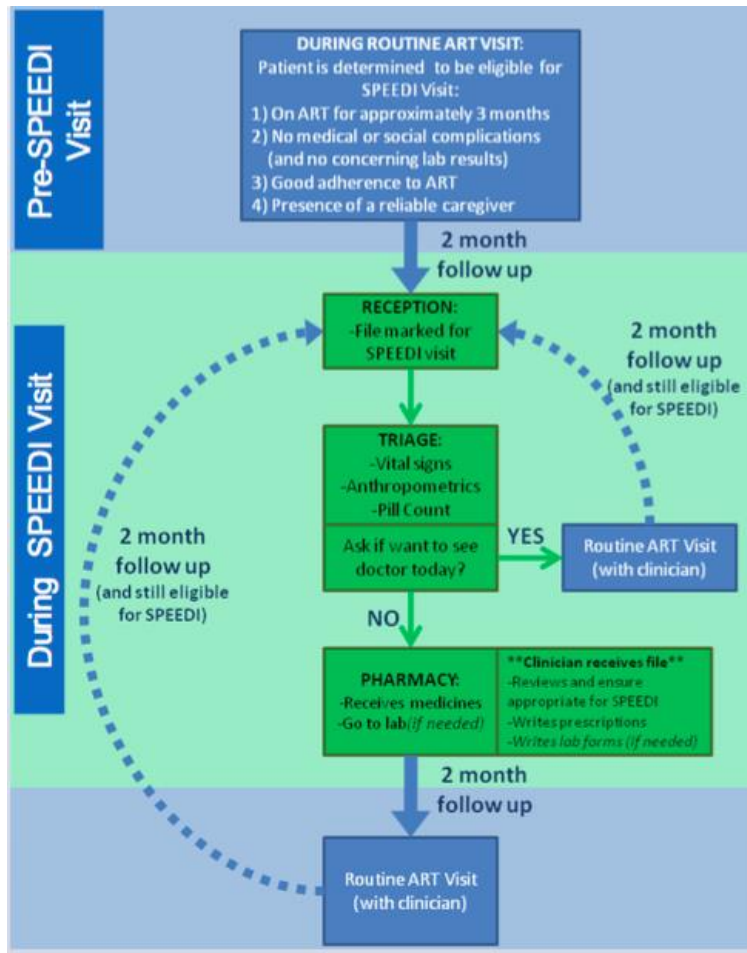 Pre-SPEEDI
Visit
DURING ROUTINE ART VISIT:
Patient is determined to be eligible for
SPEEDI Visit:
1) On ART for approximately 3 months
2) No medical or social complications
(and no concerning lab results)
3) Good adherence to ART
4) Presence of a reliable caregiver
2 month
follow up
During SPEEDI Visit
RECEPTION:
-File marked for
SPEEDI visit
2 month
follow up
(and still eligible
for SPEEDI)
TRIAGE:
-Vital signs
-Anthropometrics
-Pill Count
Ask if want to see
doctor today?
YES
Routine ART Visit
(with clinician)
2 month
follow up
(and still eligible
for SPEEDI)
NO
PHARMACY:
-Receives medicines
-Go to lab(if needed)
**Clinician receives file**
-Reviews and ensure
appropriate for SPEEDI
-Writes prescriptions
-Writes lab forms (if needed)
2 month
follow up
Routine ART Visit
(with clinician)